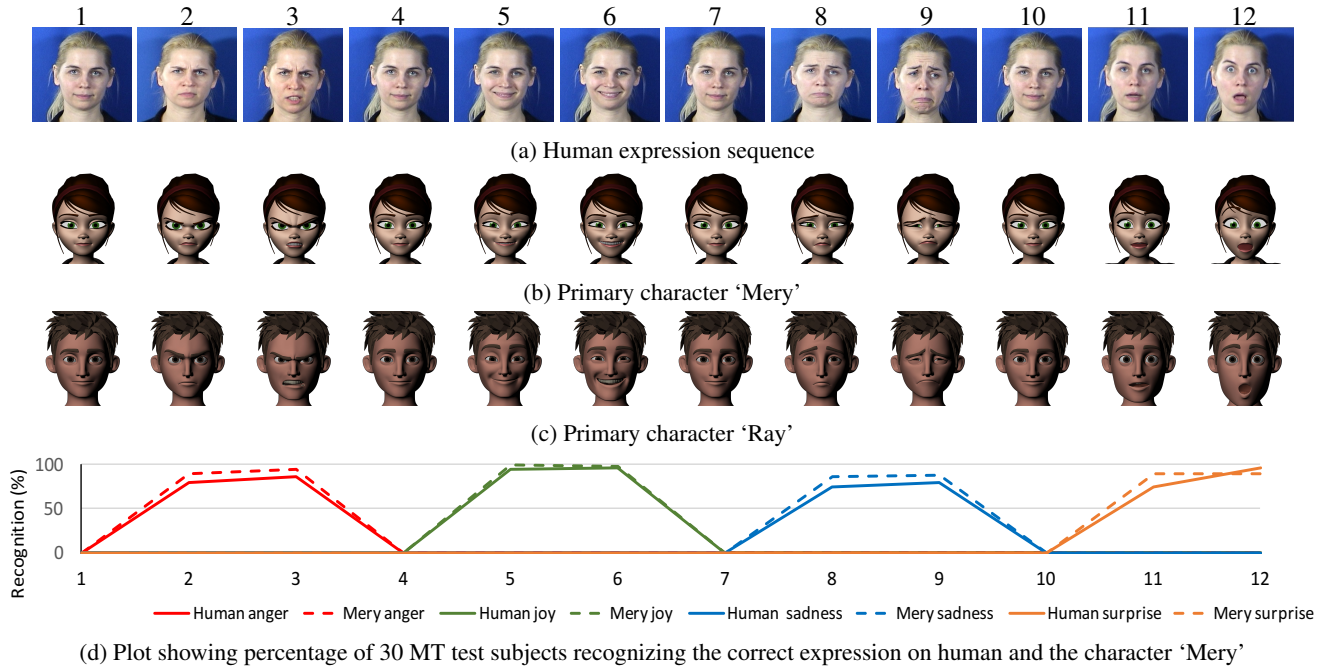 1 2 3 4 5 6 7 8 9 10 11 12
(a) Human expression sequence
(b) Primary character ‘Mery’
(c) Primary character ‘Ray’
Recognition (%)
100
50
0
1 2 3 4 5 6 7 8 9 10 11 12
Human anger Mery anger Human joy Mery joy Human sadness Mery sadness Human surprise Mery surprise
(d) Plot showing percentage of 30 MT test subjects recognizing the correct expression on human and the character ‘Mery’